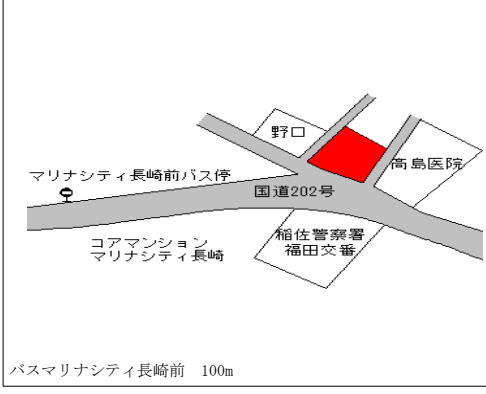 野口
高島医院
マリナシティ長崎前バス停
国道202号
稲佐警察署
福田交番
コアマンション
マリナシティ長崎
バスマリナシティ長崎前　100m